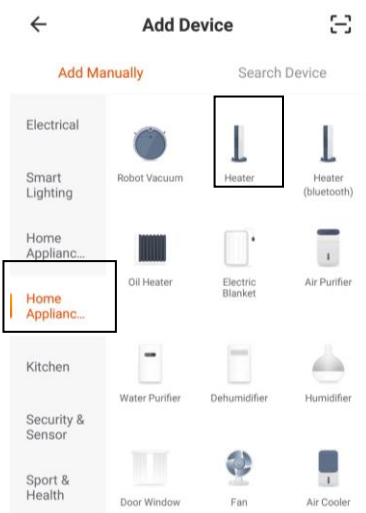 Add Device
Add Manually
Search Device
Electrical
Smart
Lighting
Home
Applianc...
Home
Applianc...
Kitchen
Security &
Sensor
Sport &
Health
Robot Vacuum
Heater
Heater
(bluetooth)
Oil Heater
Electric
Blanket
Air Purifier
Water Purifier
Dehumidifier
Humidifier
Door Window
Fan
Air Cooler